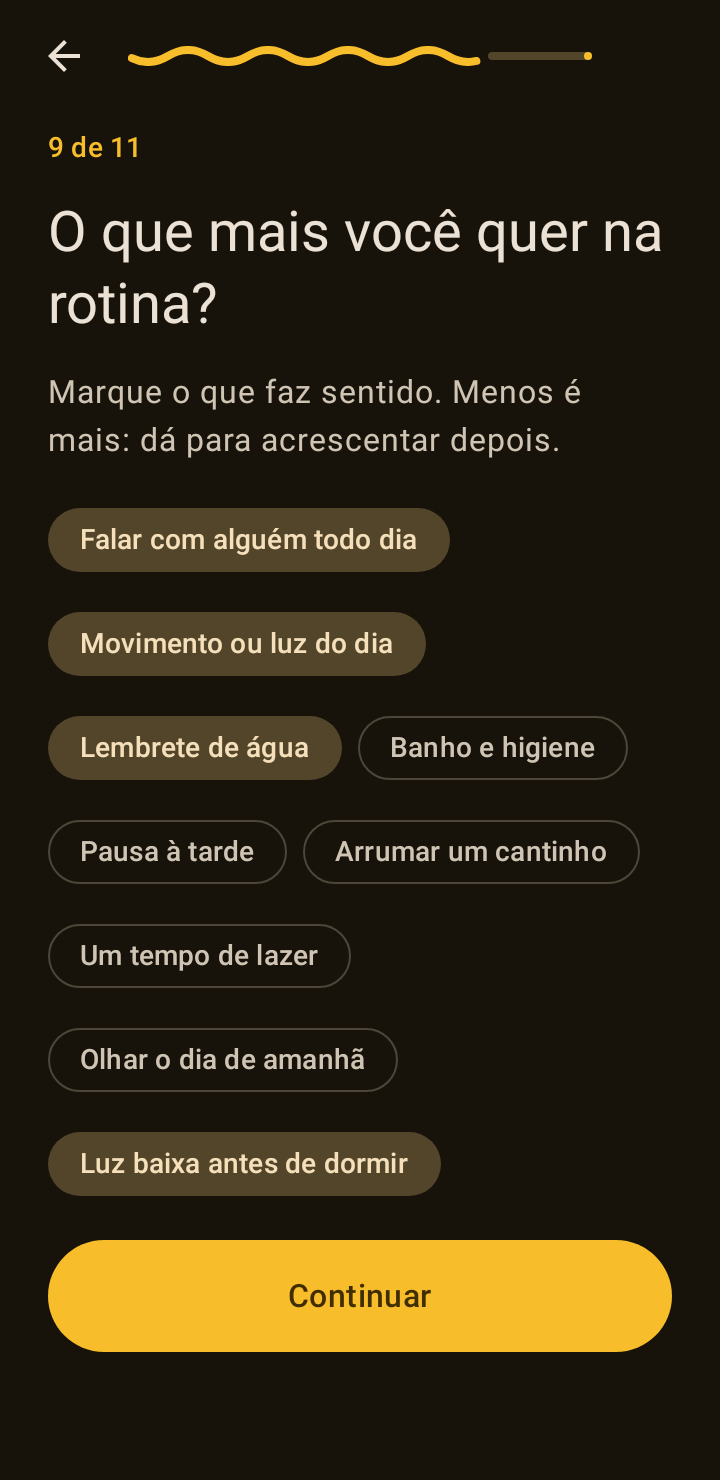 9 de 11
O que mais você quer na
rotina?
Marque o que faz sentido. Menos é
mais: dá para acrescentar depois.
Falar com alguém todo dia
Movimento ou luz do dia
Lembrete de água
Banho e higiene
Pausa à tarde
Arrumar um cantinho
Um tempo de lazer
Olhar o dia de amanhã
Luz baixa antes de dormir
Continuar